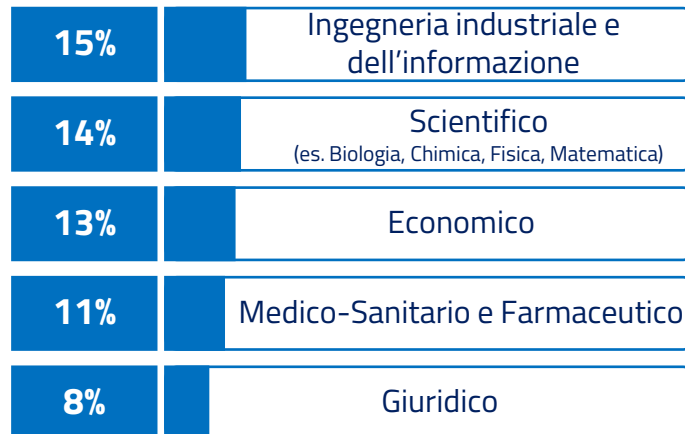 15%
Ingegneria industriale e
dell’informazione
14%
Scientifico
(es. Biologia, Chimica, Fisica, Matematica)
13%
Economico
11%
Medico-Sanitario e Farmaceutico
8%
Giuridico